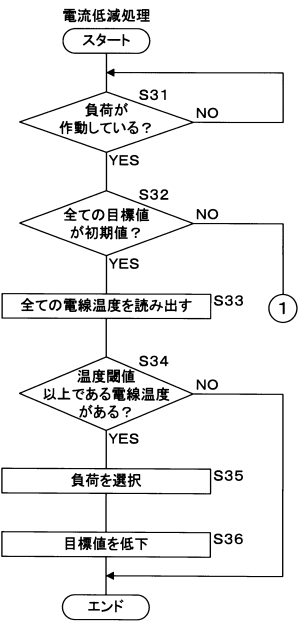 電流低減処理
スタート
S31
負荷が
作動している？
NO
YES
S32
全ての目標値
が初期値？
NO
YES
全ての電線温度を読み出す
S33
1
S34
温度閾値
以上である電線温度
がある？
NO
YES
負荷を選択
S35
目標値を低下
S36
エンド